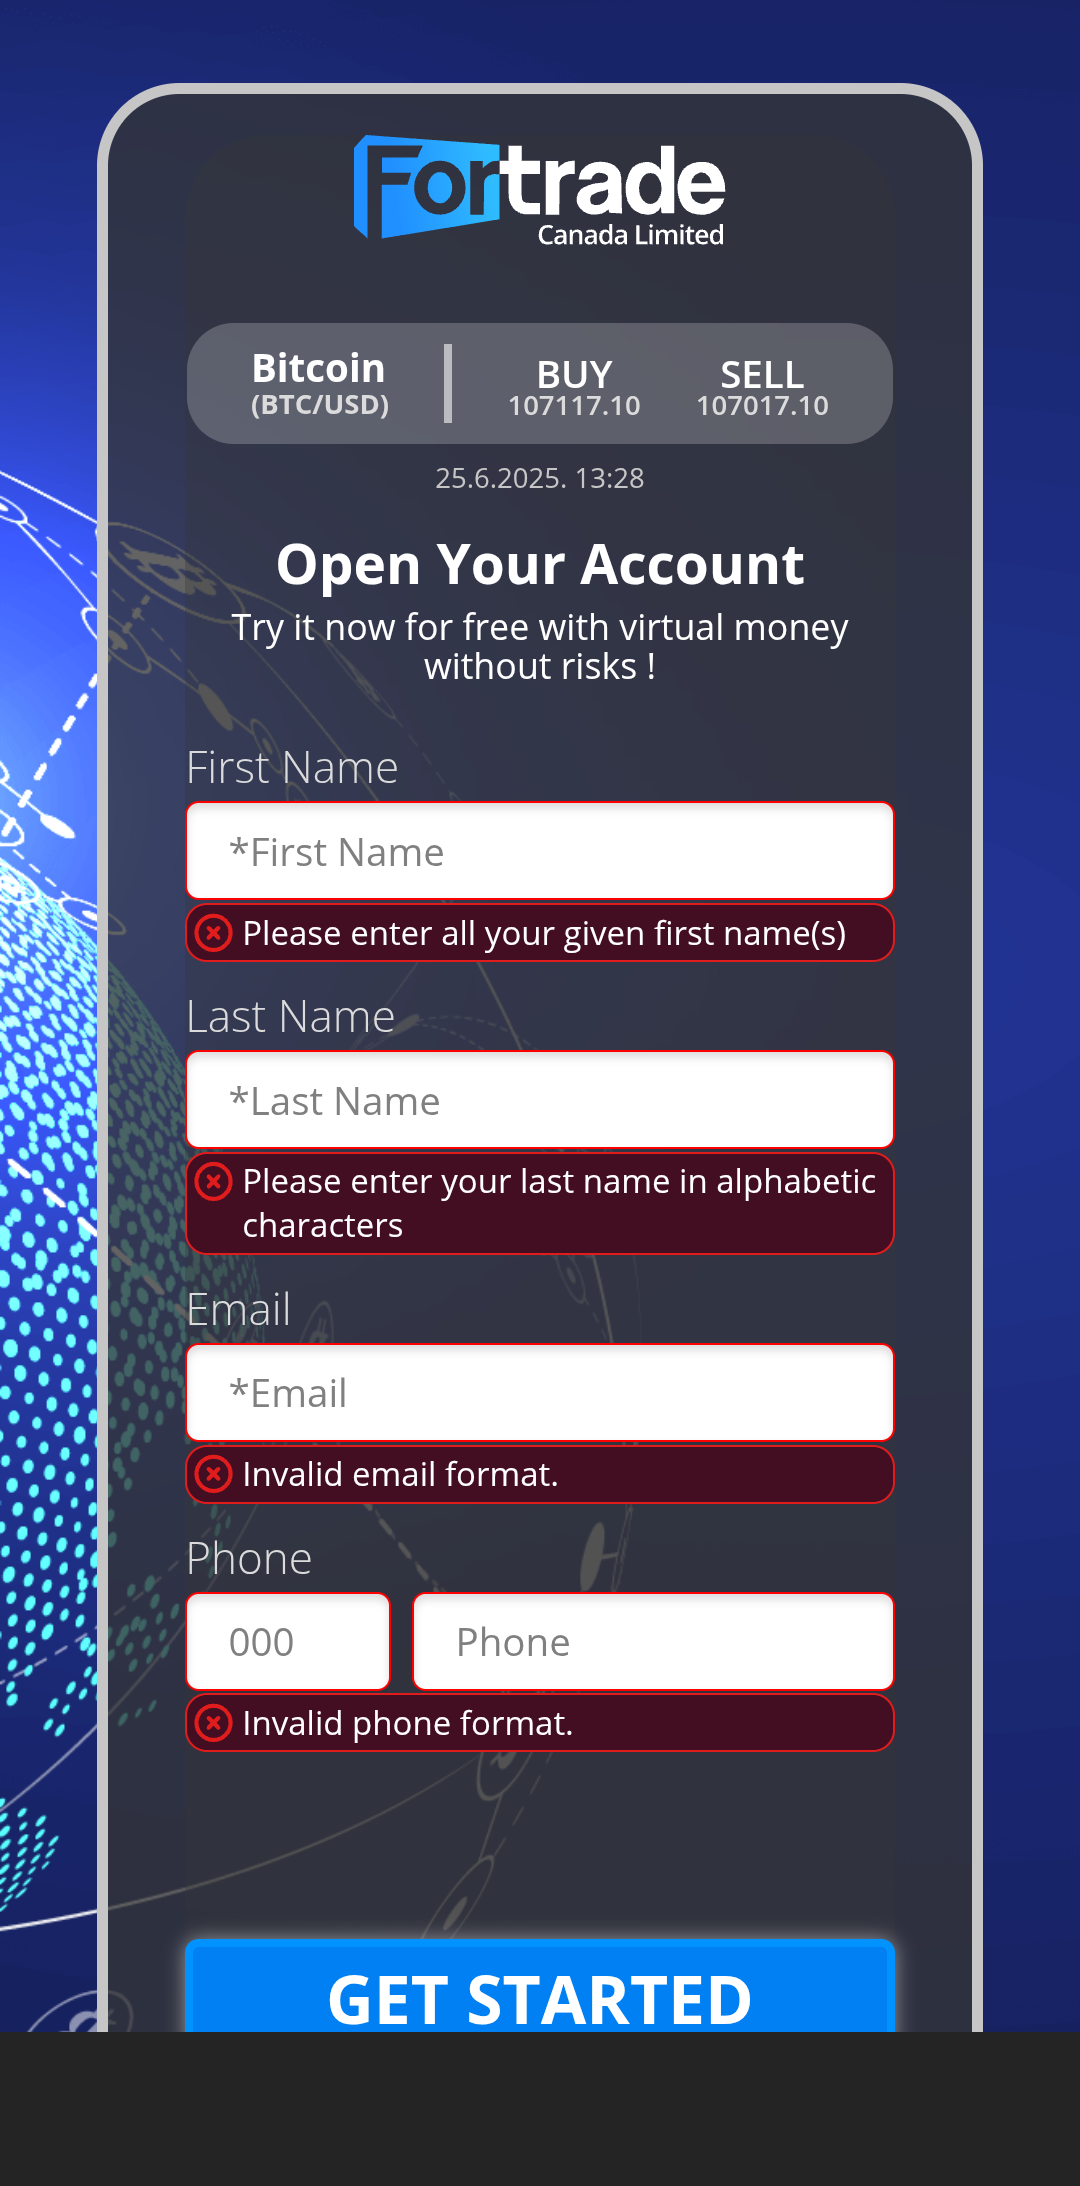 Fortrade
Canada Limited
Bitcoin
(BTC/USD)
BUY
107117.10
SELL
107017.10
25.6.2025. 13:28
Open Your Account
Try it now for free with virtual money
without risks !
First Name
*First Name
Please enter all your given first name(s)
Last Name
*Last Name
Please enter your last name in alphabetic
characters
Email
*Email
Invalid email format.
Phone
000
Phone
Invalid phone format.
GET STARTED